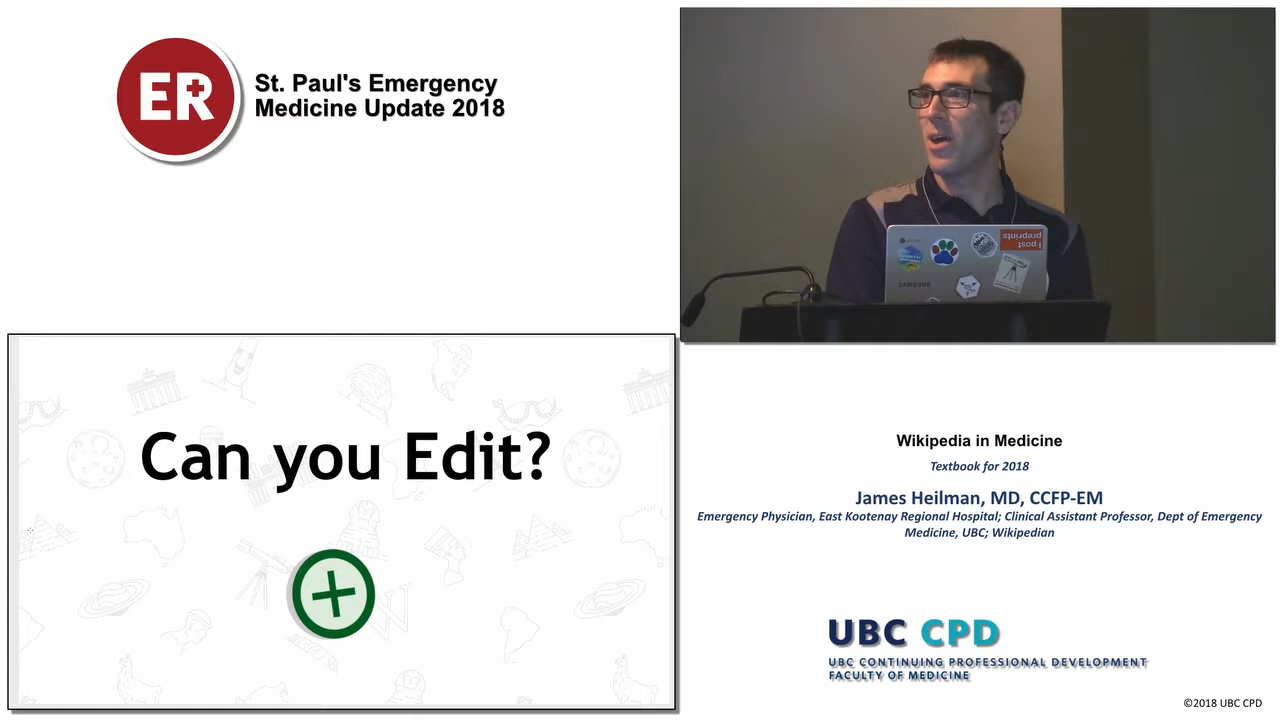 ER
St. Paul's Emergency
Medicine Update 2018
I post
preprints
SAMSUNG
Can you Edit?
Wikipedia in Medicine
Textbook for 2018
James Heilman, MD, CCFP-EM
Emergency Physician, East Kootenay Regional Hospital; Clinical Assistant Professor, Dept of Emergency
Medicine, UBC; Wikipedian
UBC CPD
UBC CONTINUING PROFESSIONAL DEVELOPMENT
FACULTY OF MEDICINE
©2018 UBC CPD